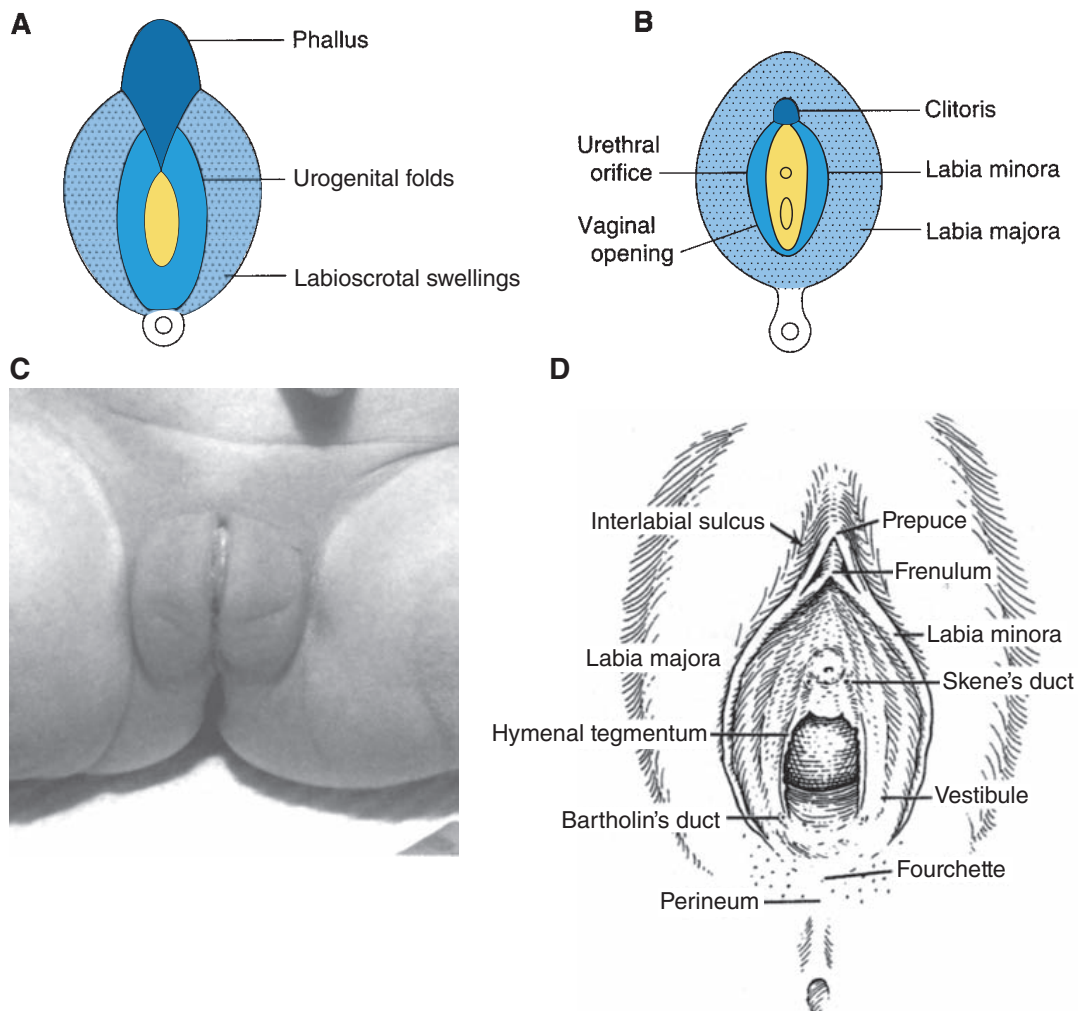 A
Phallus
Urogenital folds
Labioscrotal swellings
B
Clitoris
Urethral
orifice
Labia minora
Vaginal
opening
Labia majora
C
D
Interlabial sulcus
Prepuce
Frenulum
Labia minora
Labia majora
Skene's duct
Hymenal tegmentum
Vestibule
Bartholin's duct
Fourchette
Perineum